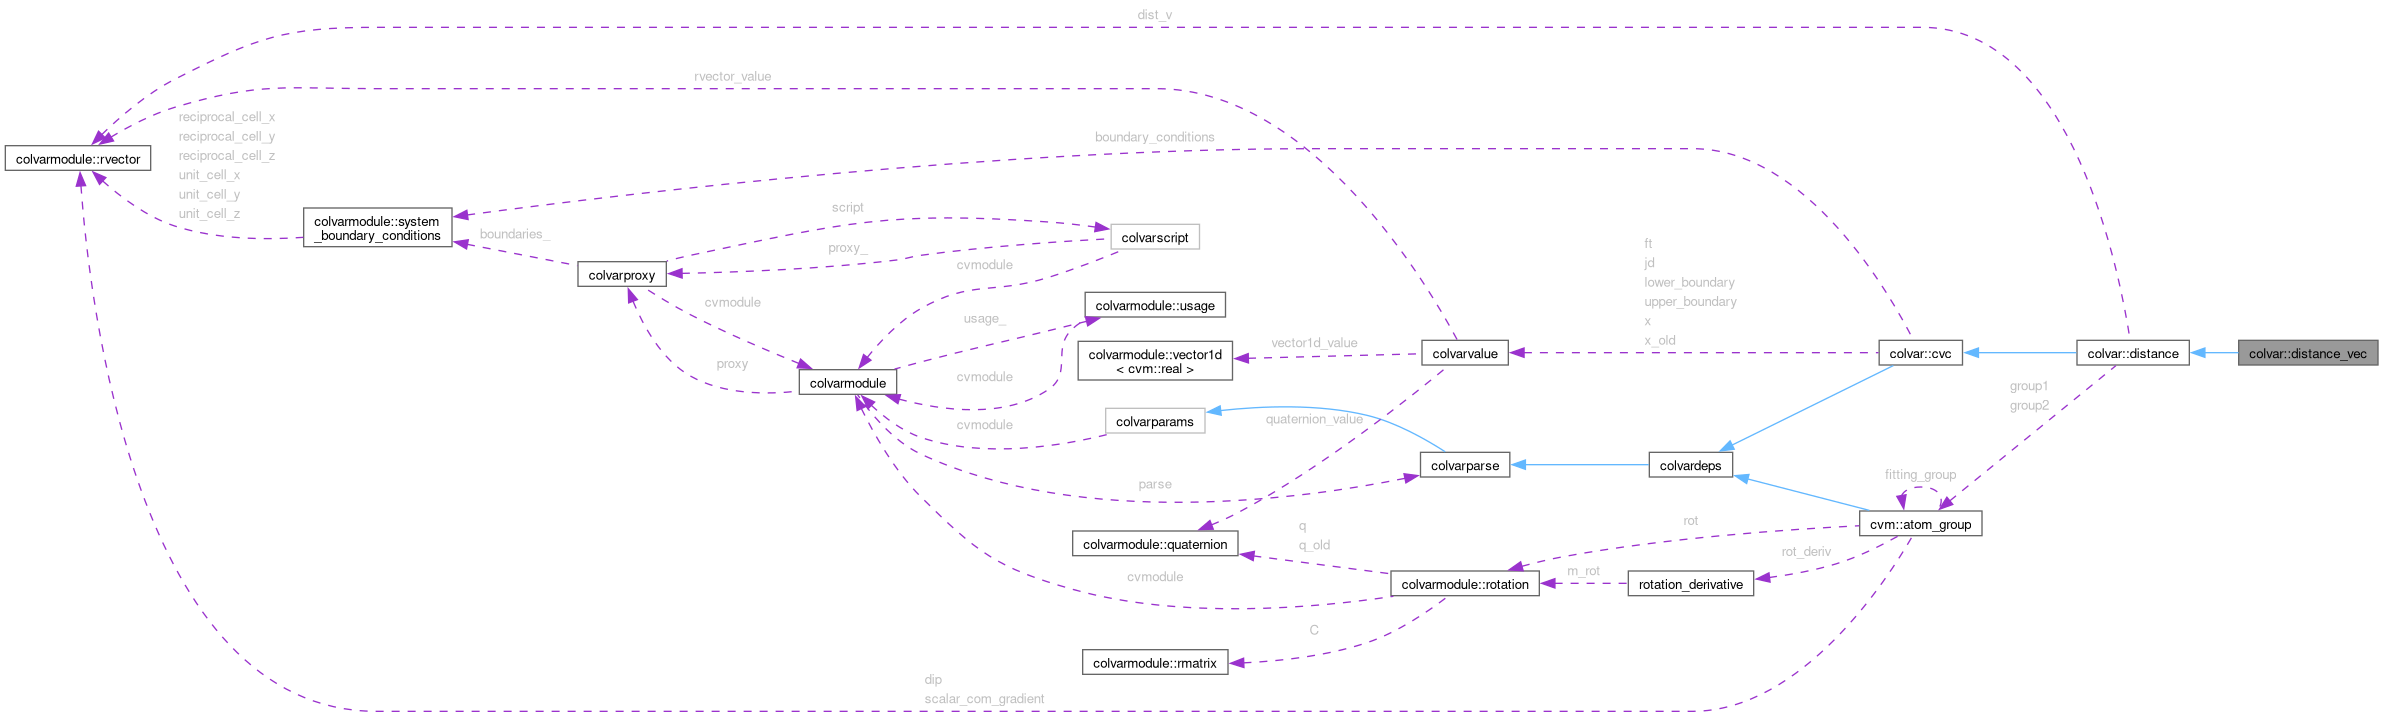 dist_v
rvector_value
reciprocal_cell_x
reciprocal_cell_y
reciprocal_cell_z
unit_cell_x
unit_cell_y
unit_cell_z
boundary_conditions
colvarmodule::rvector
colvarmodule::system
_boundary_conditions
boundaries_
script
proxy_
cvmodule
colvarscript
colvarproxy
cvmodule
proxy
usage_
colvarmodule::usage
colvarmodule::vector1d
< cvm::real >
vector1d_value
colvarvalue
ft
jd
lower_boundary
upper_boundary
x
x_old
colvar::cvc
colvar::distance
colvar::distance_vec
colvarmodule
cvmodule
colvarparams
cvmodule
quaternion_value
group1
group2
parse
colvarparse
colvardeps
fitting_group
cvm::atom_group
colvarmodule::quaternion
q
q_old
rot
rot_deriv
cvmodule
colvarmodule::rotation
m_rot
rotation_derivative
C
colvarmodule::rmatrix
dip
scalar_com_gradient